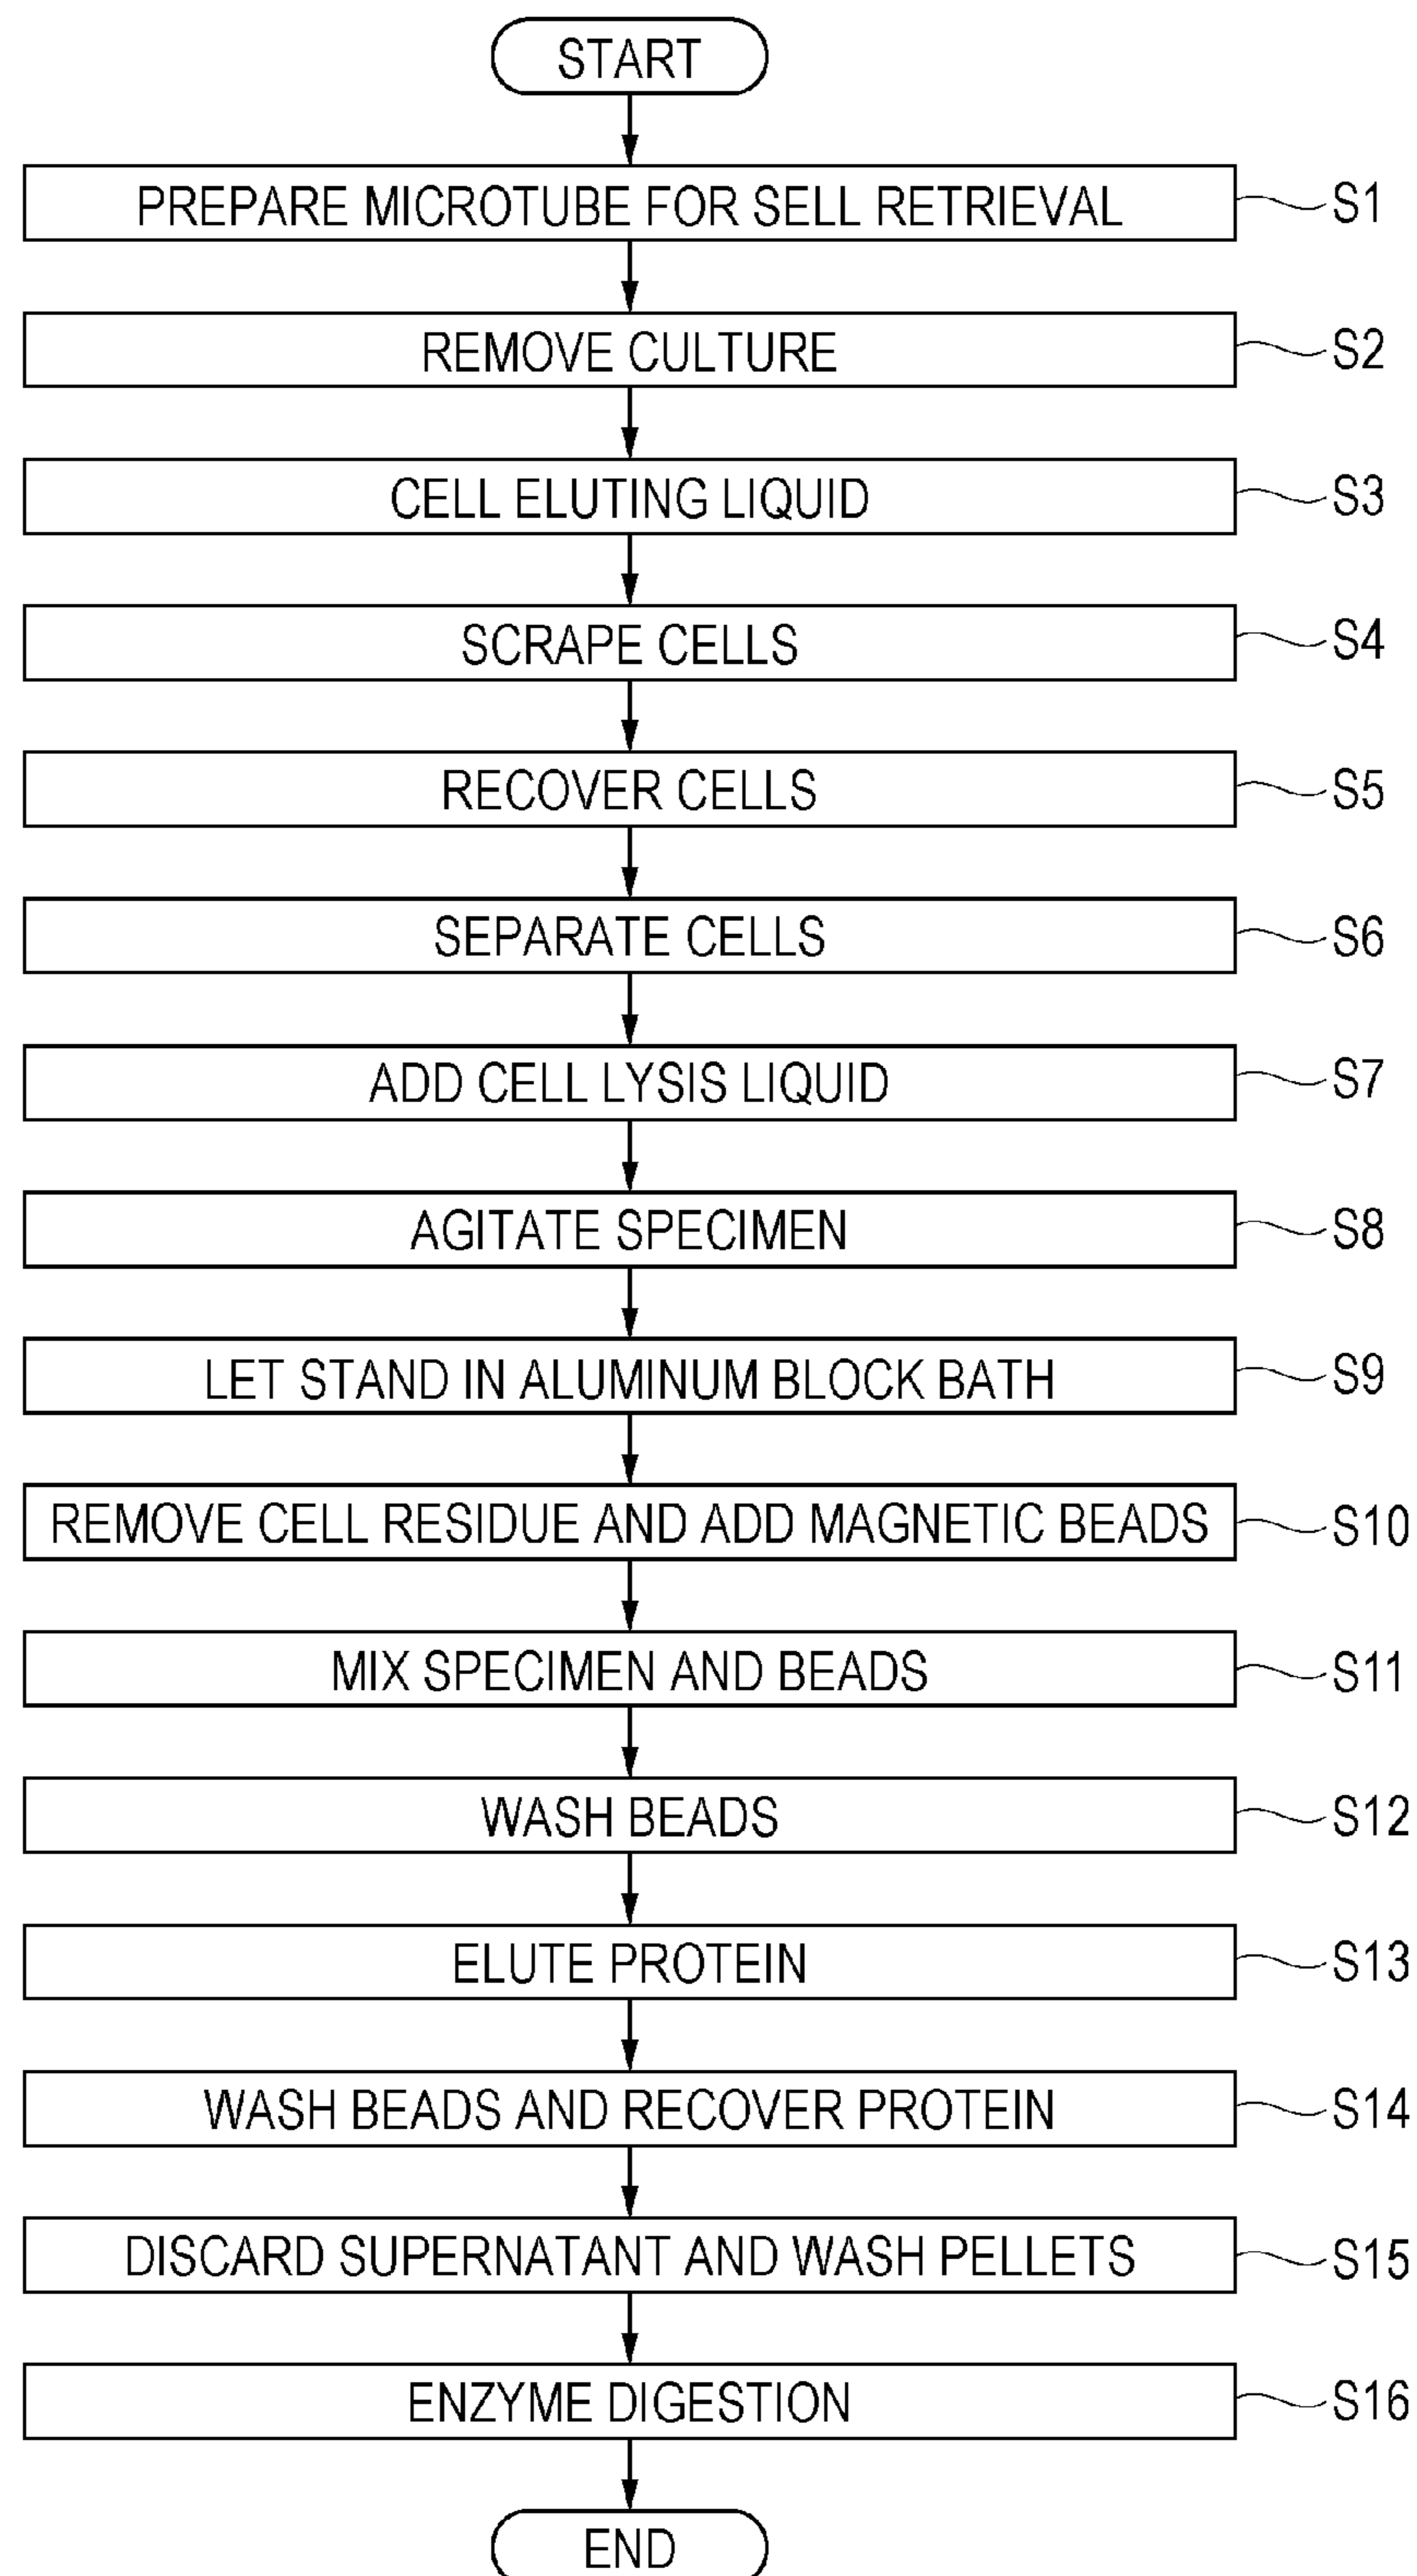 START
PREPARE MICROTUBE FOR SELL RETRIEVAL S1
REMOVE CULTURE S2
CELL ELUTING LIQUID S3
SCRAPE CELLS S4
RECOVER CELLS S5
SEPARATE CELLS S6
ADD CELL LYSIS LIQUID S7
AGITATE SPECIMEN S8
LET STAND IN ALUMINUM BLOCK BATH S9
REMOVE CELL RESIDUE AND ADD MAGNETIC BEADS S10
MIX SPECIMEN AND BEADS S11
WASH BEADS S12
ELUTE PROTEIN S13
WASH BEADS AND RECOVER PROTEIN S14
DISCARD SUPERNATANT AND WASH PELLETS S15
ENZYME DIGESTION S16
END